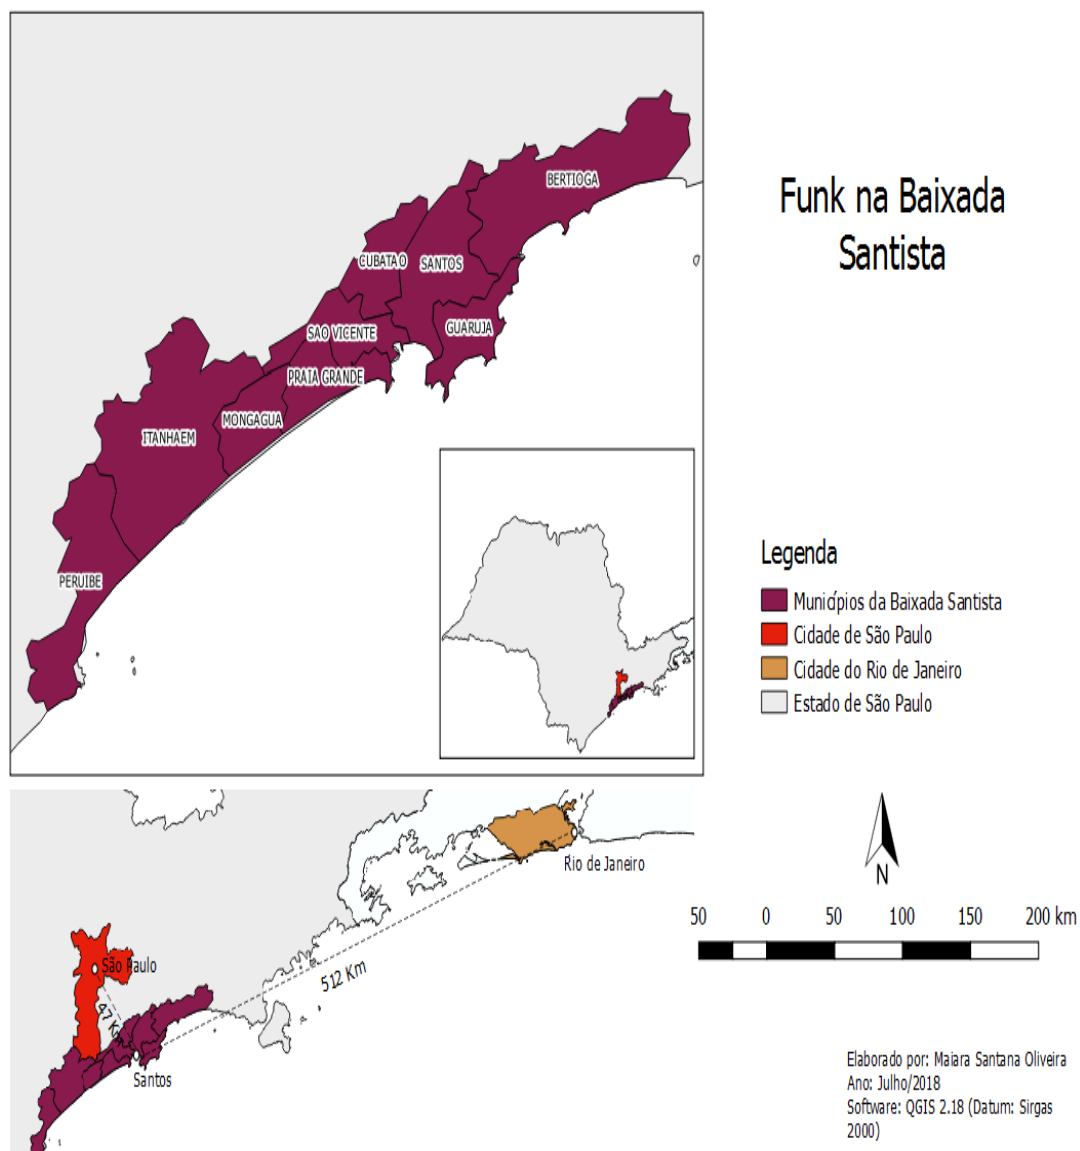 Funk na Baixada
Santista
BERTIOGA
CUBATAO
SANTOS
SAO VICENTE
GUARUJA
PRAIA GRANDE
MONGAGUA
ITANHAEM
PERUIBE
Legenda
Municípios da Baixada Santista
Cidade de São Paulo
Cidade do Rio de Janeiro
Estado de São Paulo
Rio de Janeiro
São Paulo
512 Km
47 K
Santos
N
50 0 50 100 150 200 km
Elaborado por: Maiara Santana Oliveira
Ano: Julho/2018
Software: QGIS 2.18 (Datum: Sirgas
2000)